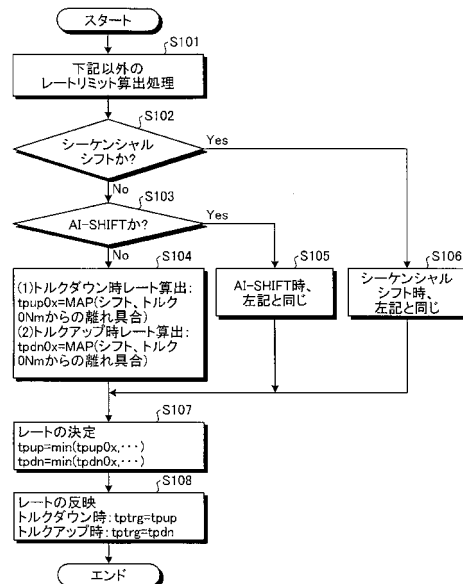 スタート
S101
下記以外の
レートリミット算出処理
S102
シーケンシャル
シフトか?
Yes
No
S103
AI-SHIFTか?
Yes
No
S104
(1)トルクダウン時レート算出:
tpup0x=MAP(シフト、トルク
0Nmからの離れ具合)
(2)トルクアップ時レート算出:
tpdn0x=MAP(シフト、トルク
0Nmからの離れ具合)
S105
AI-SHIFT時、
左記と同じ
S106
シーケンシャル
シフト時、
左記と同じ
S107
レートの決定
tpup=min(tpup0x,･･･)
tpdn=min(tpdn0x,･･･)
S108
レートの反映
トルクダウン時:tptrg=tpup
トルクアップ時:tptrg=tpdn
エンド